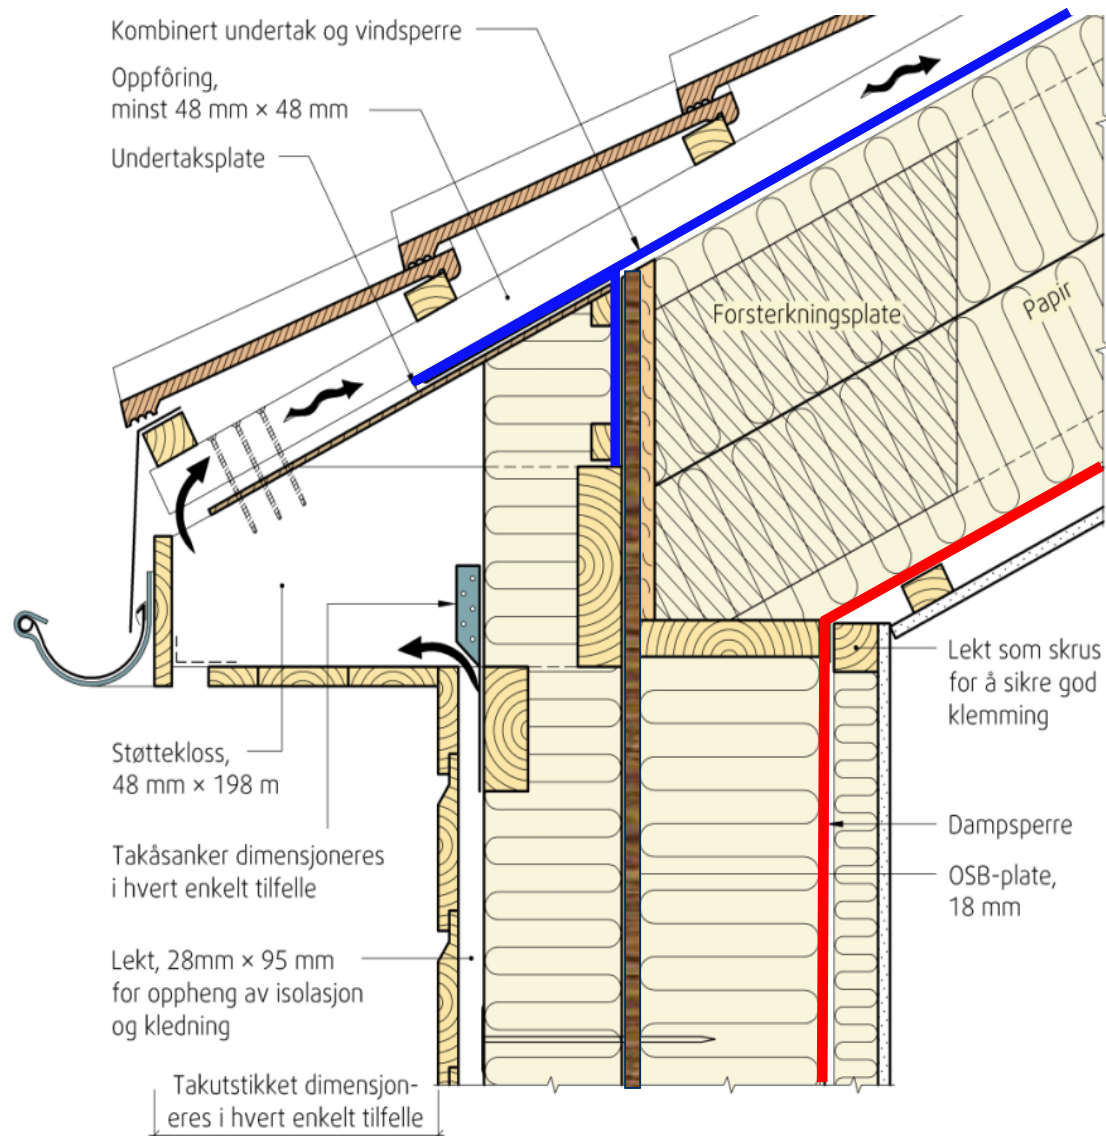 Kombinert undertak og vindsperre
Oppfôring,
minst 48 mm × 48 mm
Undertaksplate
Forsterkningsplate
Papir
Lekt som skrus
for å sikre god
klemming
Støttekloss,
48 mm × 198 m
Dampsperre
Takåsanker dimensjoneres
i hvert enkelt tilfelle
OSB-plate,
18 mm
Lekt, 28mm × 95 mm
for oppheng av isolasjon
og kledning
Takutstikket dimensjon-
eres i hvert enkelt tilfelle